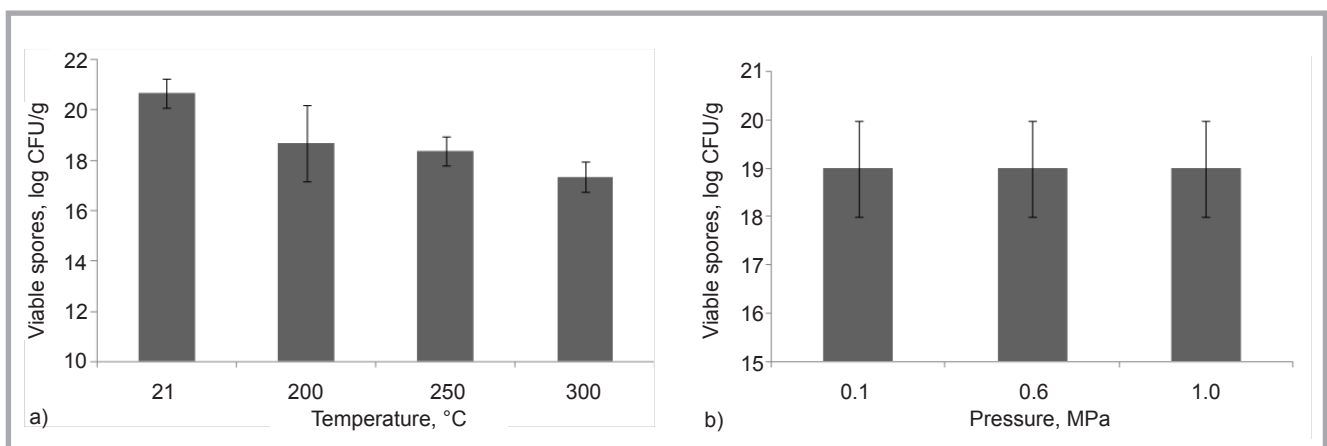 Viable spores, log CFU/g
22
20
18
16
14
12
10
21 200 250 300
Temperature, °C
a)
Viable spores, log CFU/g
21
20
19
18
17
16
15
0.1 0.6 1.0
Pressure, MPa
b)